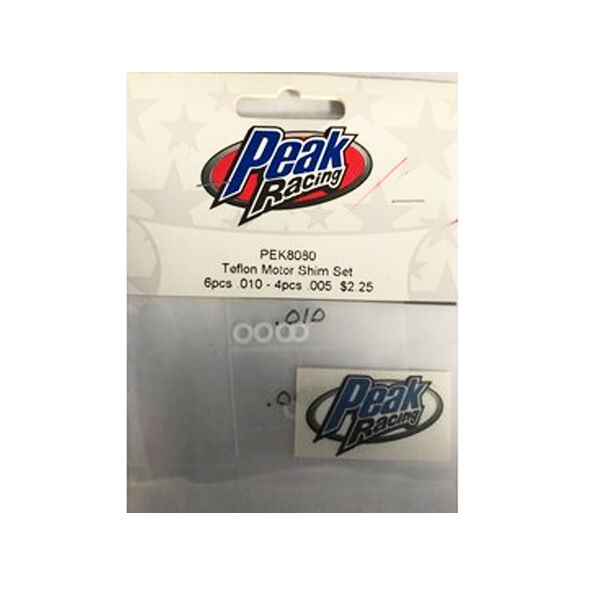 Peak
Racing
PEK8080
Teflon Motor Shim Set
6pcs .010 - 4pcs .005 $2.25
.010
Peak
Racing